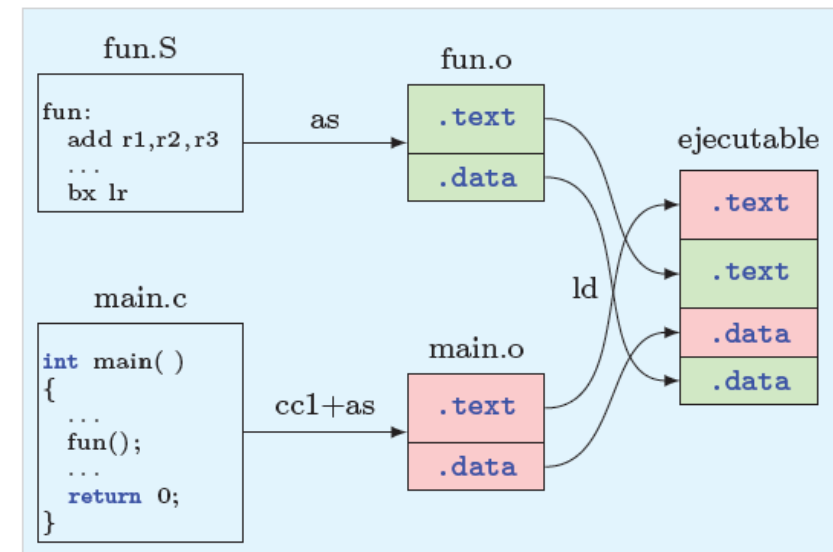 fun.S
fun:
add r1,r2,r3
...
bx lr
as
fun.o
.text
.data
main.c
int main( )
{
...
fun();
...
return 0;
}
cc1+as
main.o
.text
.data
ld
ejecutable
.text
.text
.data
.data